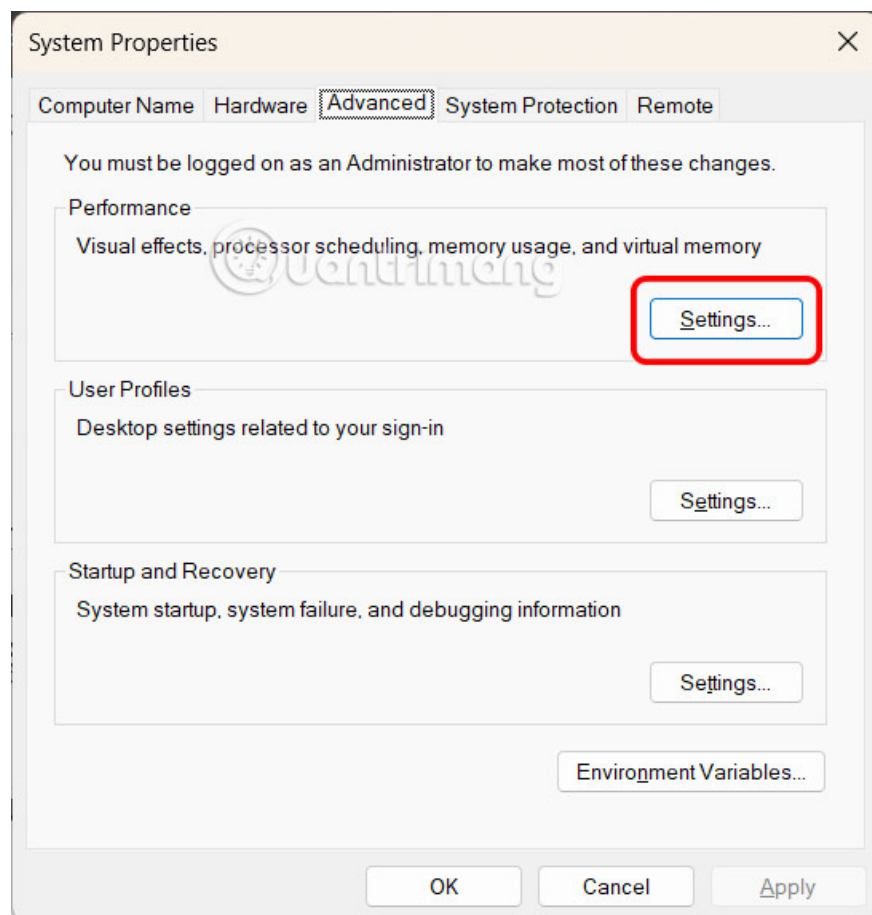 System Properties
Computer Name Hardware Advanced System Protection Remote
You must be logged on as an Administrator to make most of these changes.
Performance
Visual effects, processor scheduling, memory usage, and virtual memory
Quantrimang
Settings...
User Profiles
Desktop settings related to your sign-in
Settings...
Startup and Recovery
System startup, system failure, and debugging information
Settings...
Environment Variables...
OK Cancel Apply